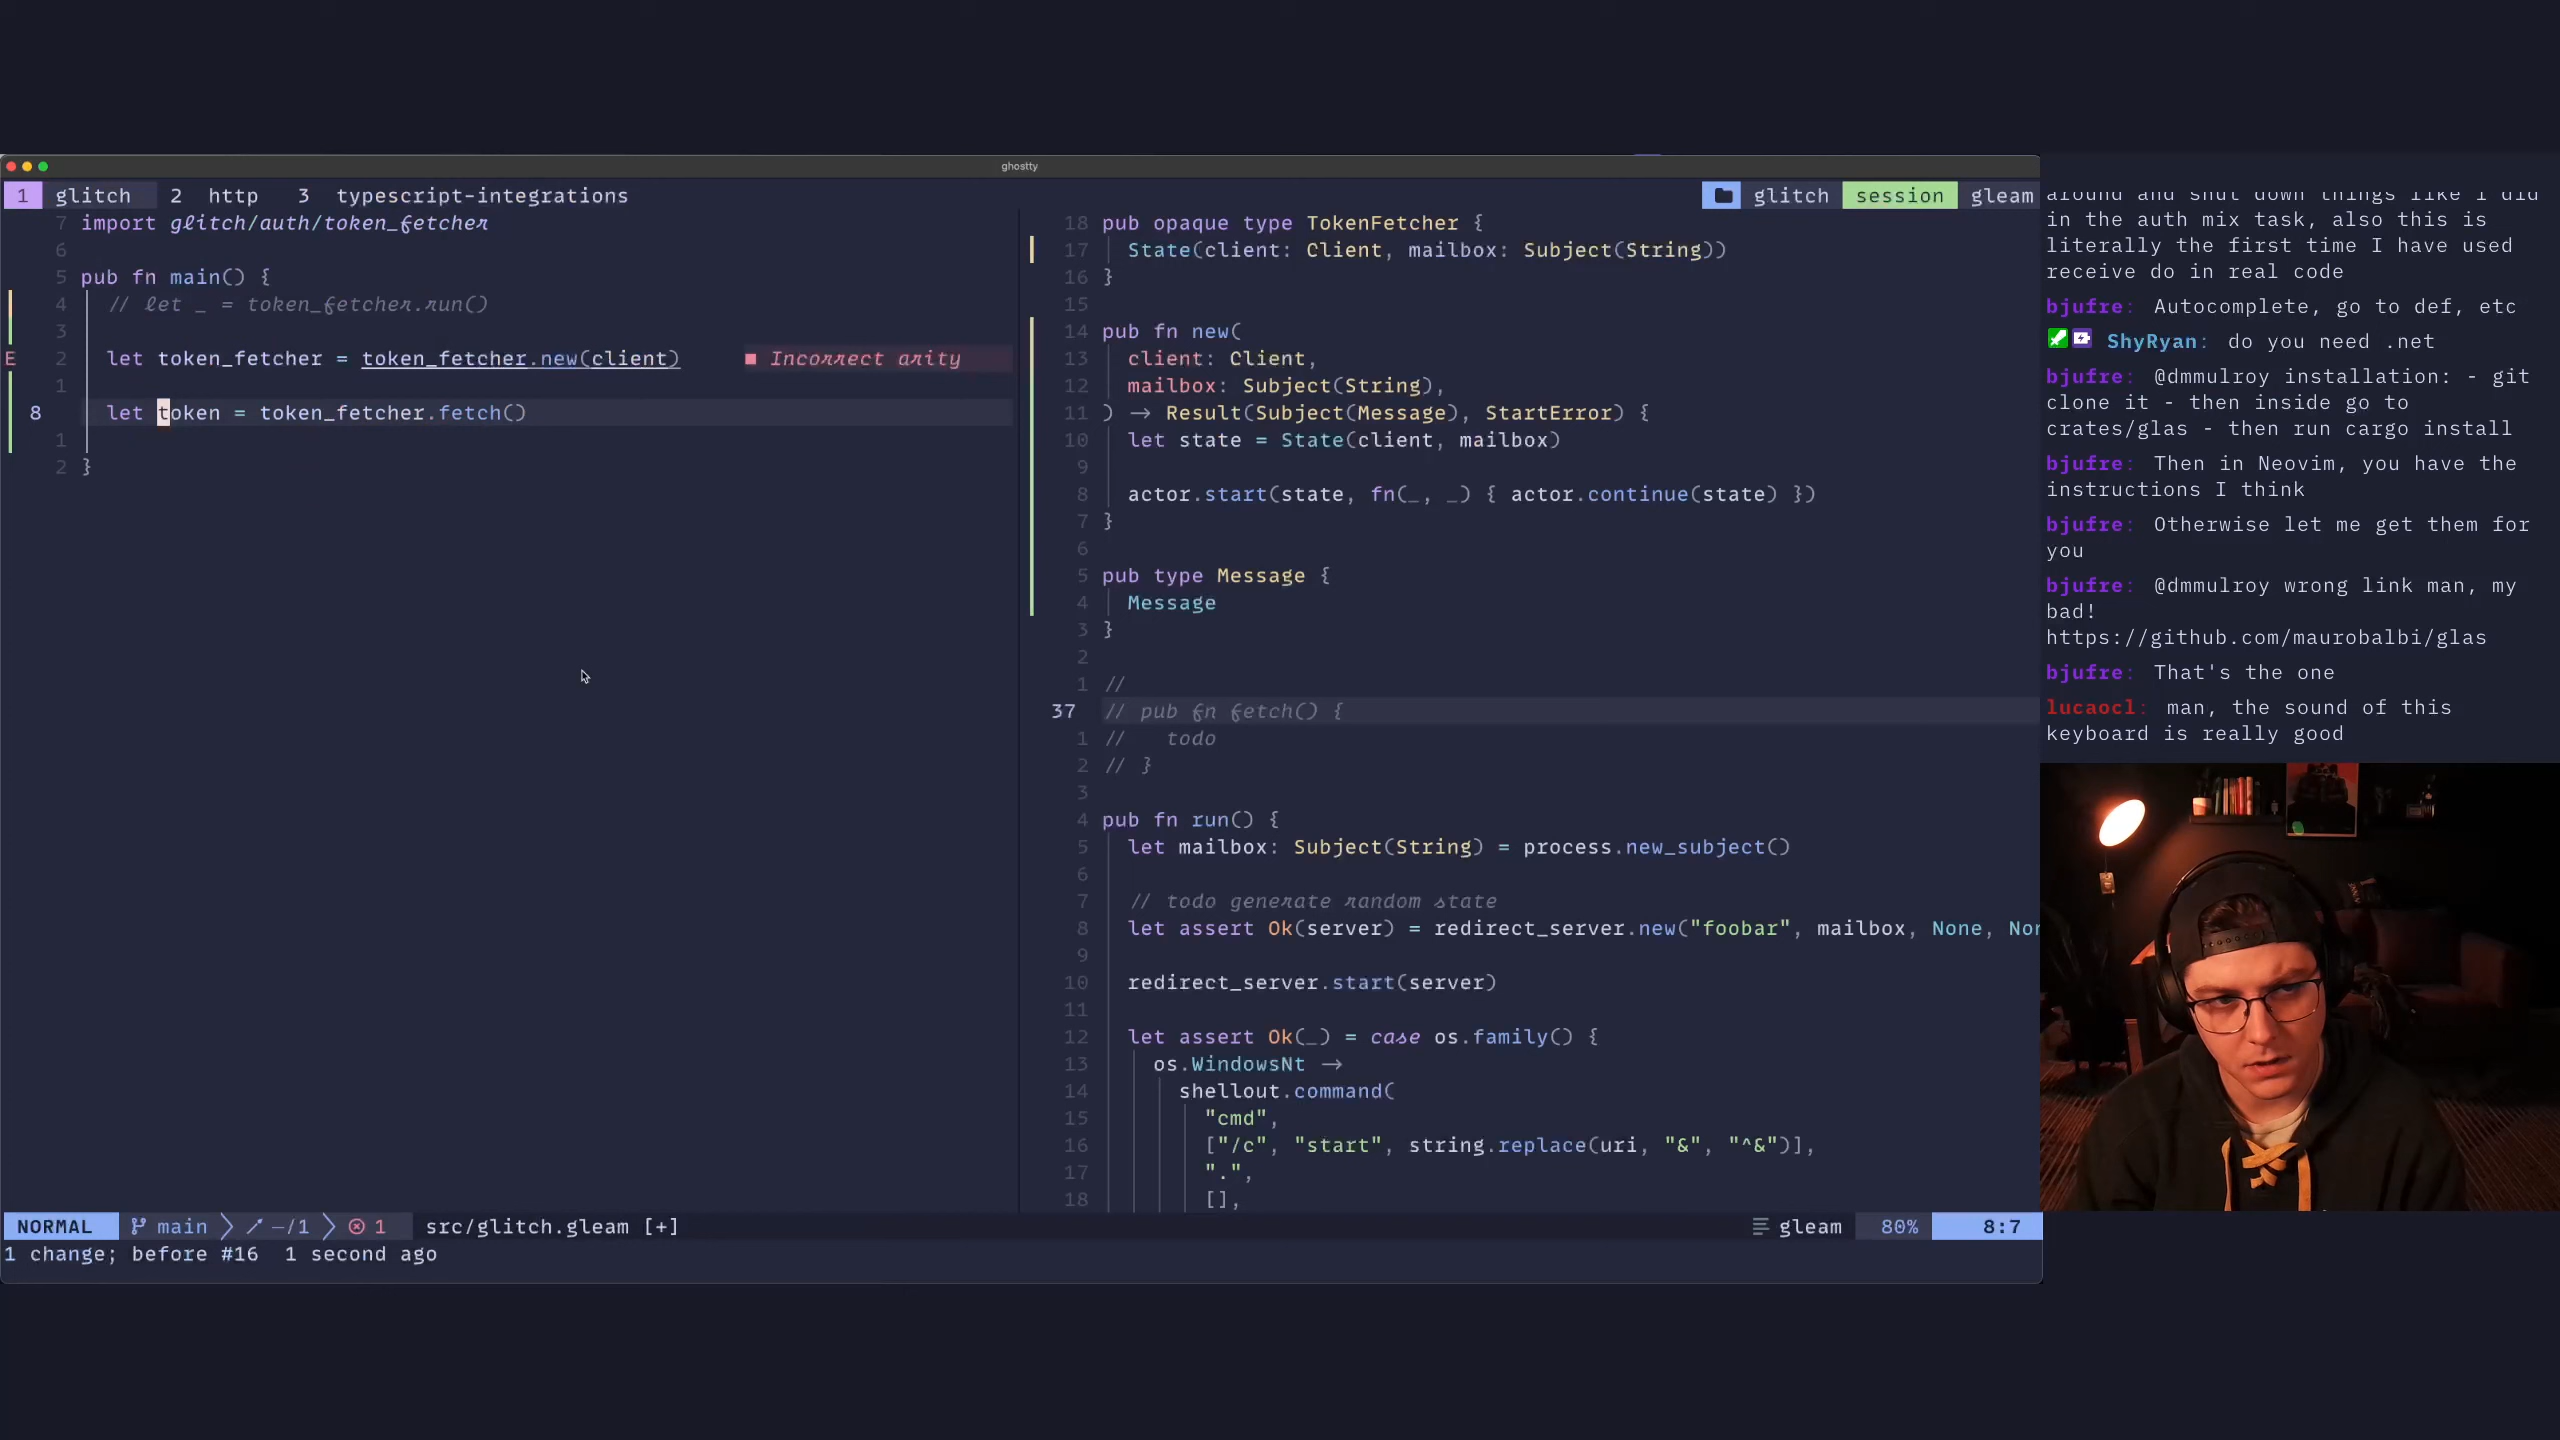 ghostty
1 glitch 2 http 3 typescript-integrations
glitch session gleam
7 import glitch/auth/token_fetcher
6
5 pub fn main() {
4 // let _ = token_fetcher.run()
3
E 2 let token_fetcher = token_fetcher.new(client) ■ Incorrect arity
1
8 let token = token_fetcher.fetch()
1
2 }
18 pub opaque type TokenFetcher {
17 State(client: Client, mailbox: Subject(String))
16 }
15
14 pub fn new(
13 client: Client,
12 mailbox: Subject(String),
11 ) -> Result(Subject(Message), StartError) {
10 let state = State(client, mailbox)
9
8 actor.start(state, fn(_, _) { actor.continue(state) })
7 }
6
5 pub type Message {
4 Message
3 }
2
1 //
37 // pub fn fetch() {
1 // todo
2 // }
3
4 pub fn run() {
5 let mailbox: Subject(String) = process.new_subject()
6
7 // todo generate random state
8 let assert Ok(server) = redirect_server.new("foobar", mailbox, None, Non
9
10 redirect_server.start(server)
11
12 let assert Ok(_) = case os.family() {
13 os.WindowsNt ->
14 shellout.command(
15 "cmd",
16 ["/c", "start", string.replace(uri, "&", "^&")],
17 ".",
18 [],
NORMAL main -/1 1 src/glitch.gleam [+] gleam 80% 8:7
1 change; before #16 1 second ago
around and shut down things like I did
in the auth mix task, also this is
literally the first time I have used
receive do in real code
bjufre: Autocomplete, go to def, etc
ShyRyan: do you need .net
bjufre: @dmmulroy installation: - git
clone it - then inside go to
crates/glas - then run cargo install
bjufre: Then in Neovim, you have the
instructions I think
bjufre: Otherwise let me get them for
you
bjufre: @dmmulroy wrong link man, my
bad!
https://github.com/maurobalbi/glas
bjufre: That's the one
lucaocl: man, the sound of this
keyboard is really good